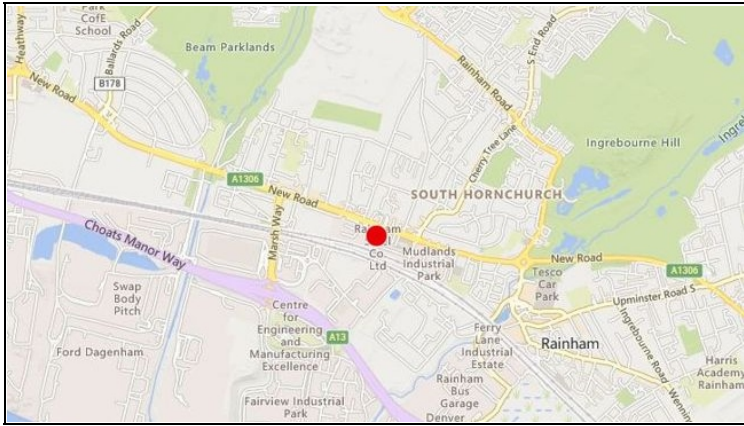 Park
CofE
School
Heathway
Ballards Road
Beam Parklands
B178
New Road
Rainham Road
S End Road
Cherry Tree Lane
Ingrebourne Hill
A1306
New Road
SOUTH HORNCHURCH
Choats Manor Way
Marsh Way
Co.
Ltd
Mudlands
Industrial
Park
New Road
A1306
Tesco
Car
Park
Upminster Road S
Swap
Body
Pitch
Centre
for
Engineering
and
Manufacturing
Excellence
A13
Ford Dagenham
Ferry
Lane
Industrial
Estate
Rainham
Ingrebourne Road
Harris
Academy
Rainham
Rainham
Bus
Garage
Fairview Industrial
Park
Denver